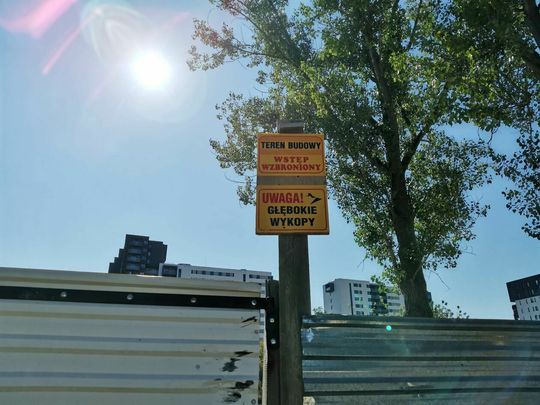 TEREN BUDOWY
WSTĘP
WZBRONIONY
UWAGA!
GŁĘBOKIE
WYKOPY